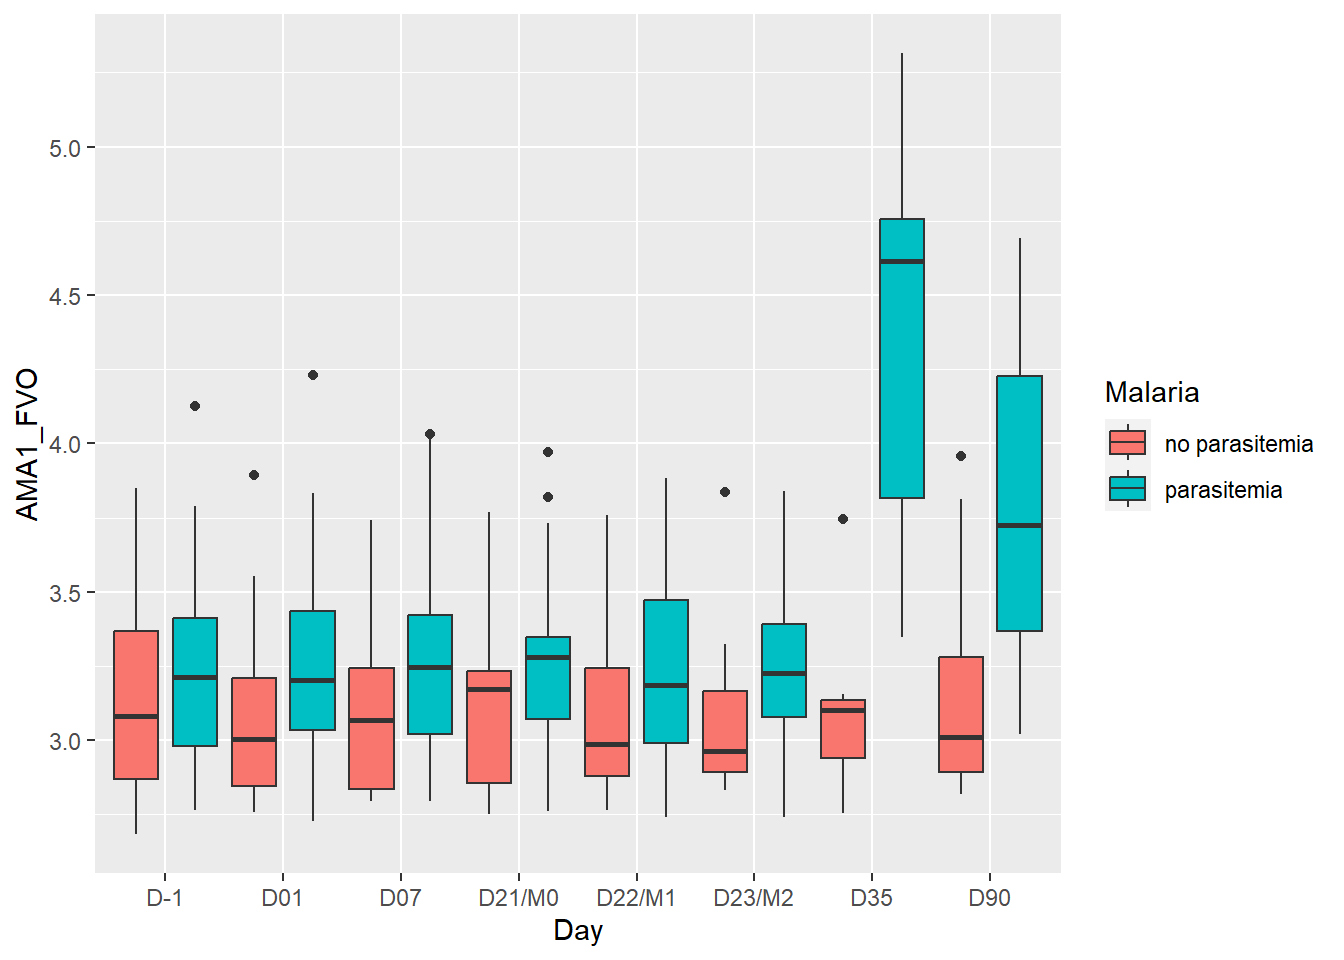 AMA1_FVO
5.0
4.5
4.0
3.5
3.0
D-1 D01 D07 D21/M0 D22/M1 D23/M2 D35 D90
Day
Malaria
no parasitemia
parasitemia